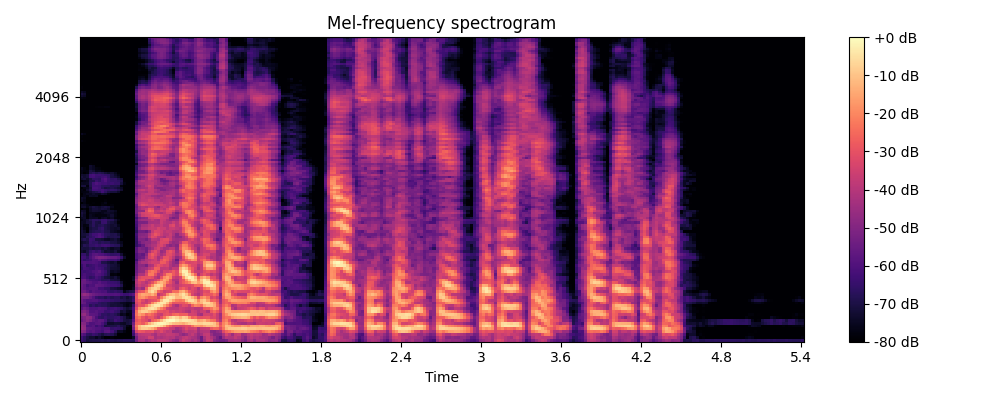 Mel-frequency spectrogram
+0 dB
-10 dB
-20 dB
-30 dB
-40 dB
-50 dB
-60 dB
-70 dB
-80 dB
4096
2048
1024
512
0
Hz
0 0.6 1.2 1.8 2.4 3 3.6 4.2 4.8 5.4
Time